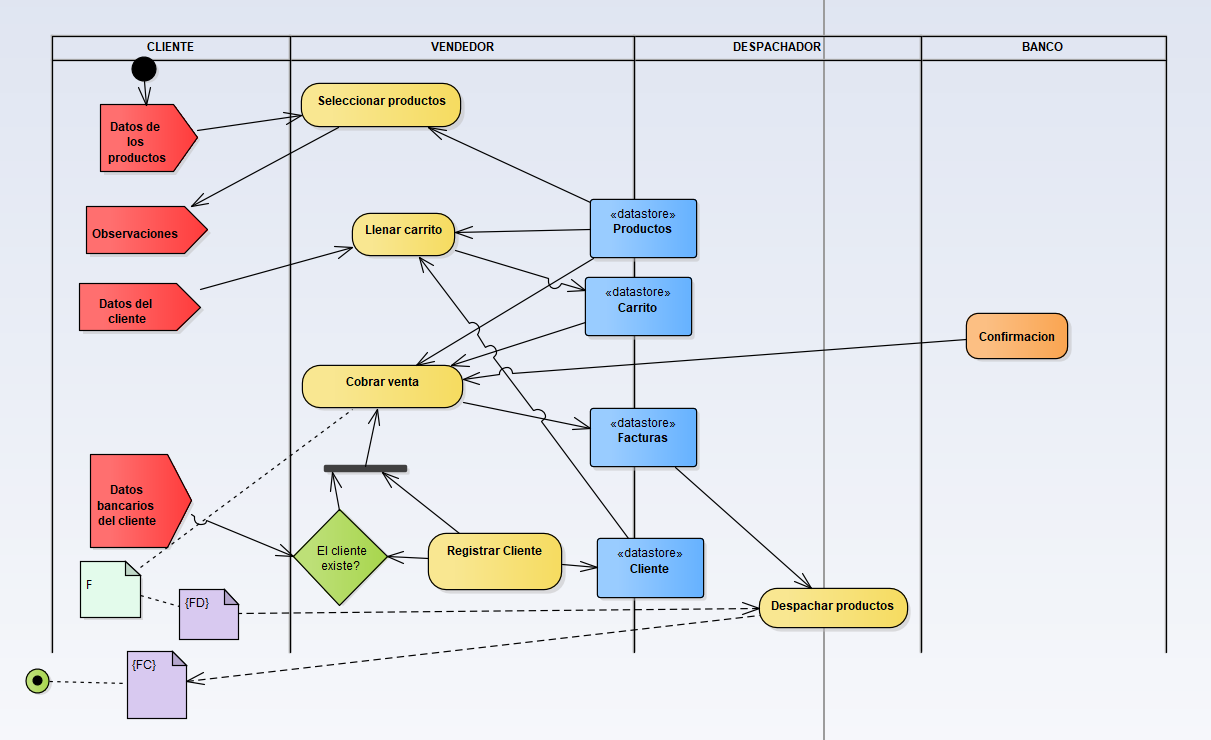 CLIENTE
VENDEDOR
DESPACHADOR
BANCO
Datos de
los
productos
Seleccionar productos
Observaciones
Llenar carrito
«datastore»
Productos
Datos del
cliente
«datastore»
Carrito
Confirmacion
Cobrar venta
«datastore»
Facturas
Datos
bancarios
del cliente
El cliente
existe?
Registrar Cliente
«datastore»
Cliente
F
{FD}
Despachar productos
{FC}